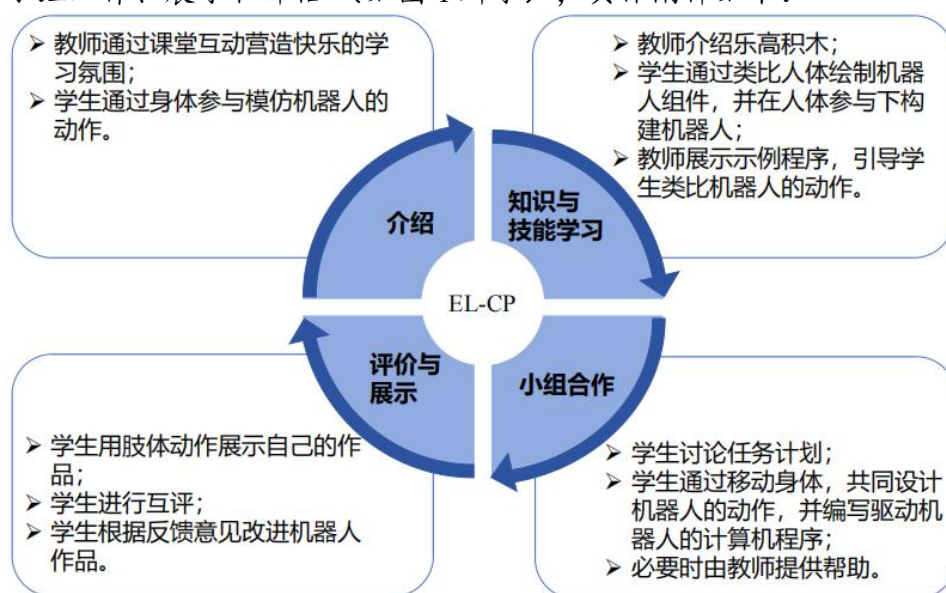 ➢ 教师通过课堂互动营造快乐的学
习氛围；
➢ 学生通过身体参与模仿机器人的
动作。
➢ 教师介绍乐高积木；
➢ 学生通过类比人体绘制机器
人组件，并在人体参与下构
建机器人；
➢ 教师展示示例程序，引导学
生类比机器人的动作。
介绍
知识与
技能学习
EL-CP
评价与
展示
小组合作
➢ 学生用肢体动作展示自己的作
品；
➢ 学生进行互评；
➢ 学生根据反馈意见改进机器人
作品。
➢ 学生讨论任务计划；
➢ 学生通过移动身体，共同设计
机器人的动作，并编写驱动机
器人的计算机程序；
➢ 必要时由教师提供帮助。